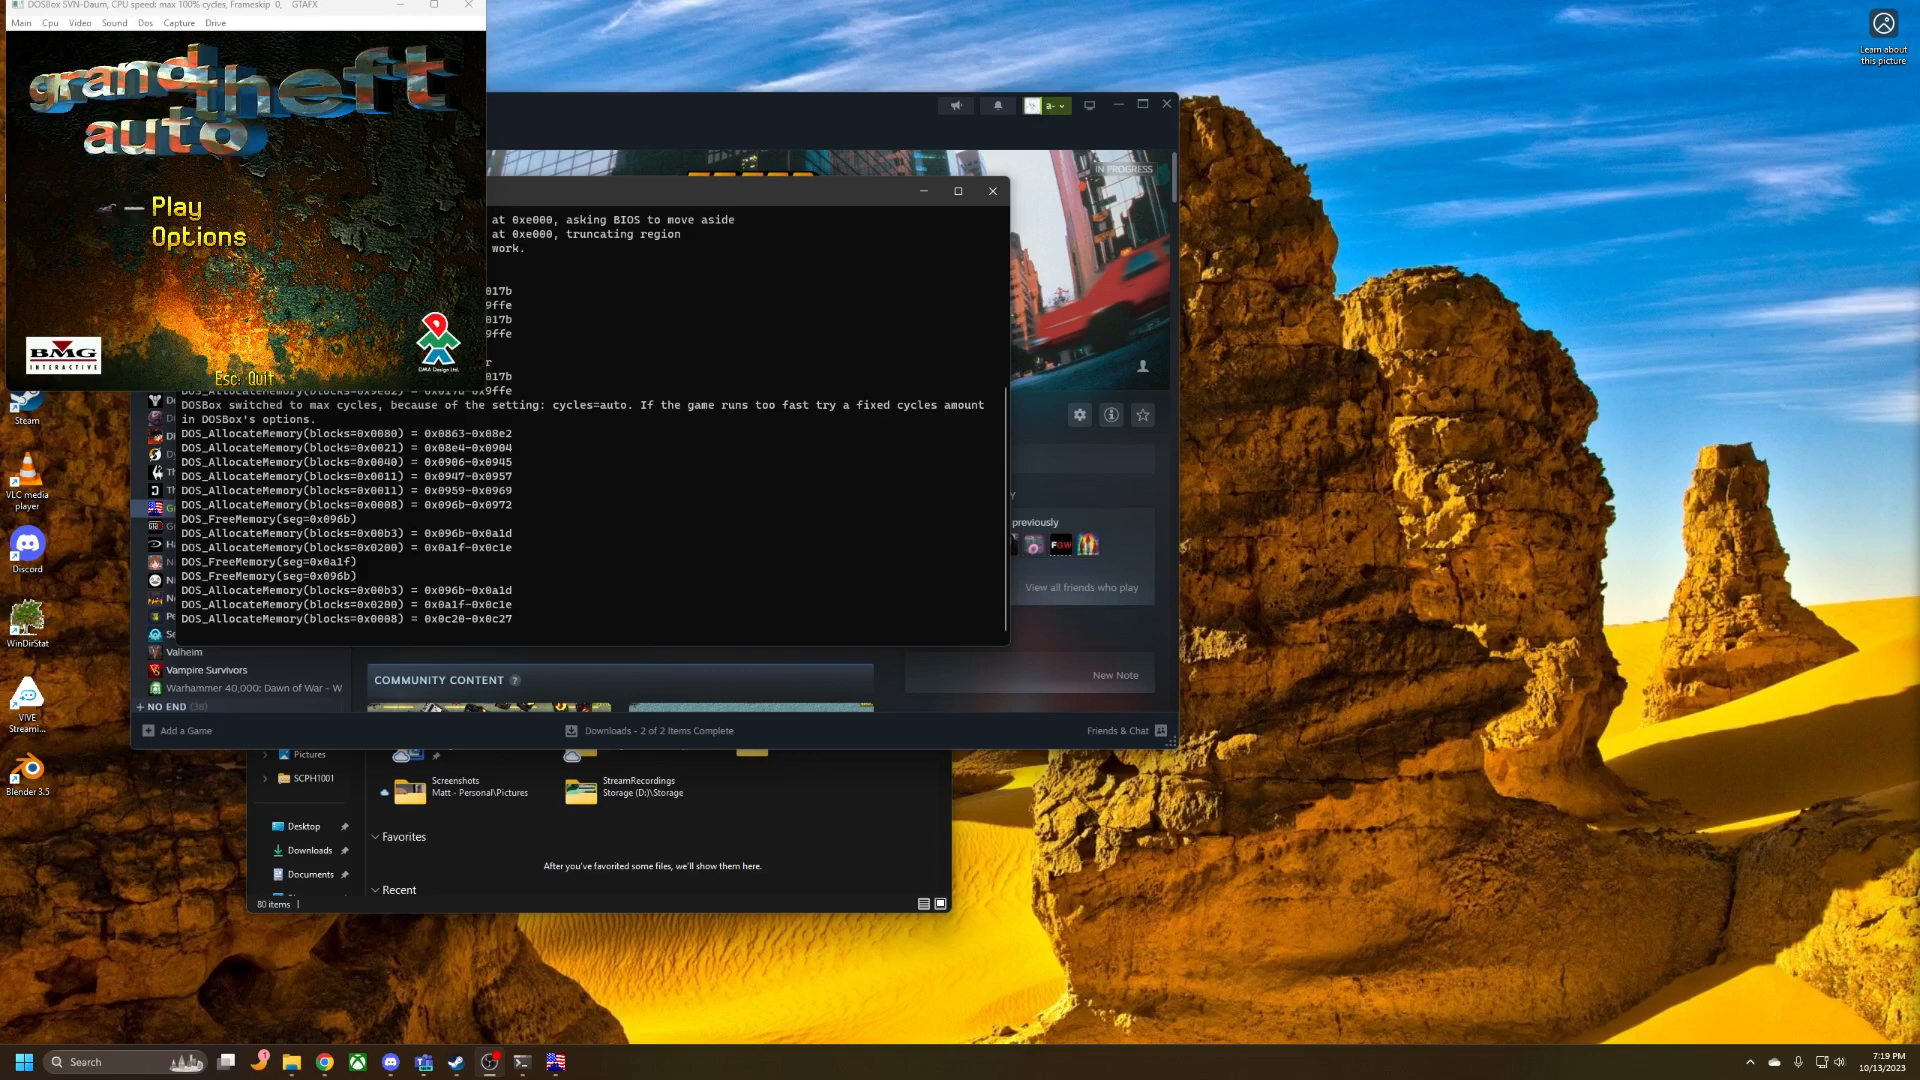 DOSBox SVN-Daum, CPU speed: max 100% cycles, Frameskip 0, GTAFX
Main Cpu Video Sound Dos Capture Drive
grand theft
auto
Play
Options
BMG
INTERACTIVE
DMA Design Ltd.
Esc: Quit
Learn about
this picture
a-
IN PROGRESS
at 0xe000, asking BIOS to move aside
at 0xe000, truncating region
work.
017b
9ffe
017b
9ffe
r
017b
DOSBox switched to max cycles, because of the setting: cycles=auto. If the game runs too fast try a fixed cycles amount
in DOSBox's options.
DOS_AllocateMemory(blocks=0x0080) = 0x0863-0x08e2
DOS_AllocateMemory(blocks=0x0021) = 0x08e4-0x0904
DOS_AllocateMemory(blocks=0x0040) = 0x0906-0x0945
DOS_AllocateMemory(blocks=0x0011) = 0x0947-0x0957
DOS_AllocateMemory(blocks=0x0011) = 0x0959-0x0969
DOS_AllocateMemory(blocks=0x0008) = 0x096b-0x0972
DOS_FreeMemory(seg=0x096b)
DOS_AllocateMemory(blocks=0x00b3) = 0x096b-0x0a1d
DOS_AllocateMemory(blocks=0x0200) = 0x0a1f-0x0c1e
DOS_FreeMemory(seg=0x0a1f)
DOS_FreeMemory(seg=0x096b)
DOS_AllocateMemory(blocks=0x00b3) = 0x096b-0x0a1d
DOS_AllocateMemory(blocks=0x0200) = 0x0a1f-0x0c1e
DOS_AllocateMemory(blocks=0x0008) = 0x0c20-0x0c27
Y
previously
FGW
View all friends who play
New Note
Valheim
Vampire Survivors
Warhammer 40,000: Dawn of War - W
+ NO END (38)
COMMUNITY CONTENT ?
Add a Game
Downloads - 2 of 2 Items Complete
Friends & Chat
Steam
VLC media
player
Discord
WinDirStat
VIVE
Streami...
Blender 3.5
Pictures
SCPH1001
Desktop
Downloads
Documents
Screenshots
Matt - Personal\Pictures
StreamRecordings
Storage (D:)\Storage
Favorites
After you've favorited some files, we'll show them here.
Recent
80 items
Search
1
7:19 PM
10/13/2023